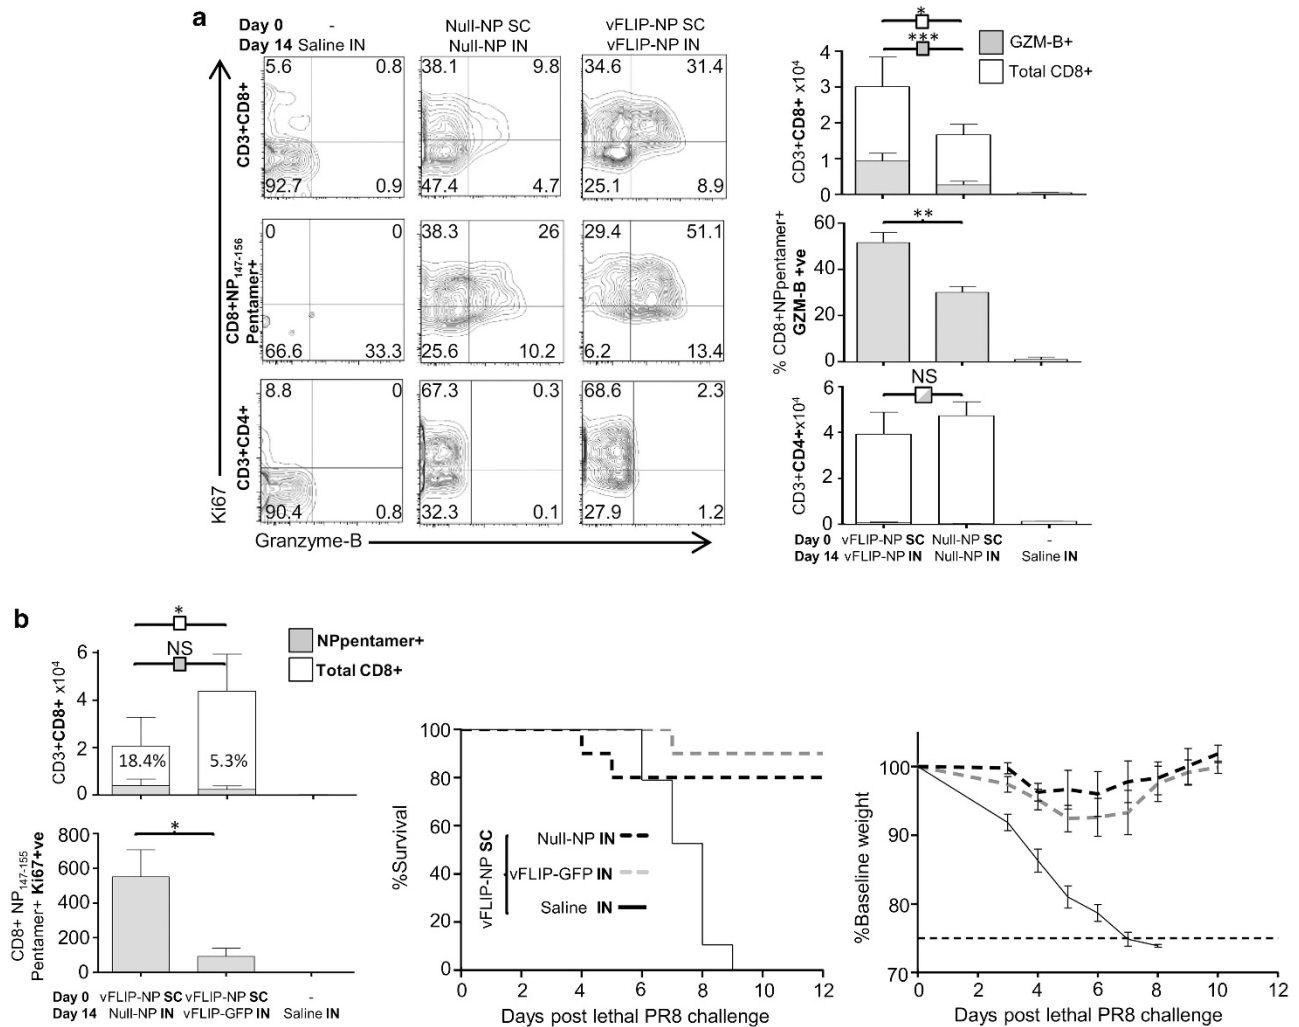 a
Day 0 - Null-NP SC vFLIP-NP SC
Day 14 Saline IN Null-NP IN vFLIP-NP IN
5.6 0.8 38.1 9.8 34.6 31.4
CD3+CD8+
92.7 0.9 47.4 4.7 25.1 8.9
0 0 38.3 26 29.4 51.1
CD8+NP147-156
Pentamer+
66.6 33.3 25.6 10.2 6.2 13.4
8.8 0 67.3 0.3 68.6 2.3
CD3+CD4+
90.4 0.8 32.3 0.1 27.9 1.2
Ki67
Granzyme-B
*
***
GZM-B+
Total CD8+
CD3+CD8+ x10⁴
4
3
2
1
0
**
% CD8+NPpentamer+
GZM-B +ve
60
40
20
0
NS
CD3+CD4+x10⁴
6
4
2
0
Day 0 vFLIP-NP SC Null-NP SC -
Day 14 vFLIP-NP IN Null-NP IN Saline IN
b
*
NS
NPpentamer+
Total CD8+
CD3+CD8+ x10⁴
6
4
2
0
18.4% 5.3%
*
CD8+ NP147-155
Pentamer+ Ki67+ve
800
600
400
200
0
Day 0 vFLIP-NP SC vFLIP-NP SC -
Day 14 Null-NP IN vFLIP-GFP IN Saline IN
%Survival
100
80
60
40
20
0
vFLIP-NP SC
Null-NP IN
vFLIP-GFP IN
Saline IN
0 2 4 6 8 10 12
Days post lethal PR8 challenge
%Baseline weight
100
90
80
70
0 2 4 6 8 10 12
Days post lethal PR8 challenge